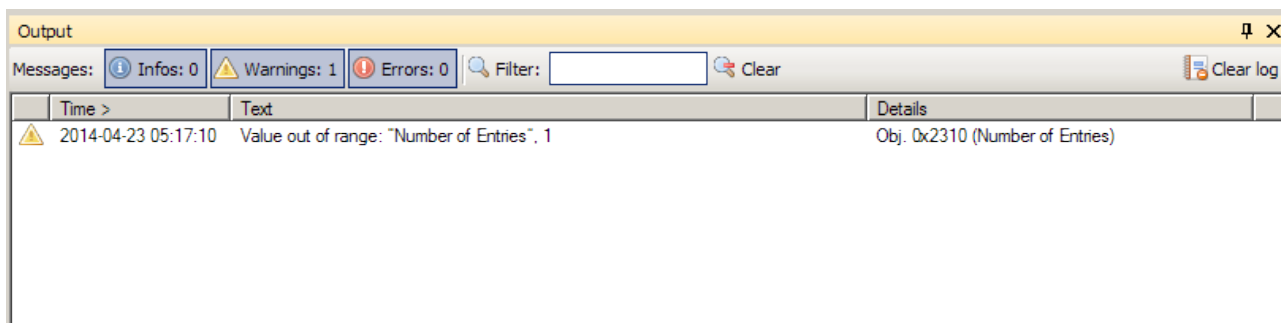 Output
Messages: Infos: 0 Warnings: 1 Errors: 0 Filter: Clear Clear log
Time > Text Details
2014-04-23 05:17:10 Value out of range: "Number of Entries", 1 Obj. 0x2310 (Number of Entries)